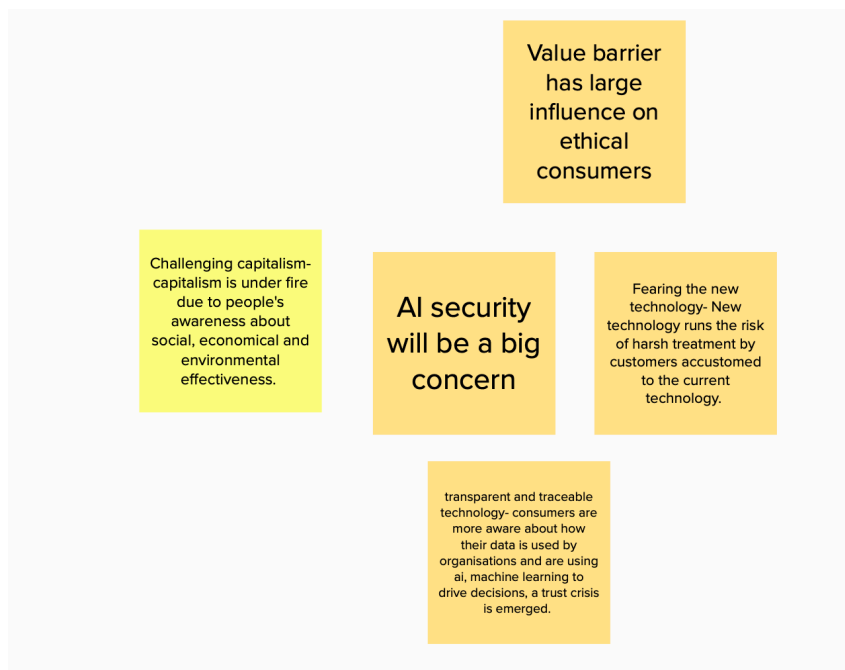 Value barrier
has large
influence on
ethical
consumers
Challenging capitalism-
capitalism is under fire
due to people's
awareness about
social, economical and
environmental
effectiveness.
AI security
will be a big
concern
Fearing the new
technology- New
technology runs the risk
of harsh treatment by
customers accustomed
to the current
technology.
transparent and traceable
technology- consumers are
more aware about how
their data is used by
organisations and are using
ai, machine learning to
drive decisions, a trust crisis
is emerged.